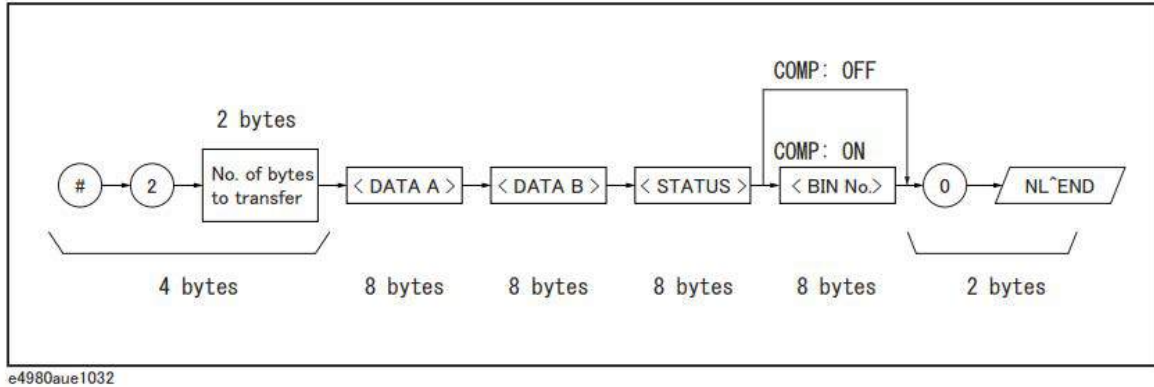 COMP: OFF
2 bytes
COMP: ON
# 2 No. of bytes to transfer < DATA A > < DATA B > < STATUS > < BIN No.> 0 NL^END
4 bytes 8 bytes 8 bytes 8 bytes 8 bytes 2 bytes
e4980aue1032